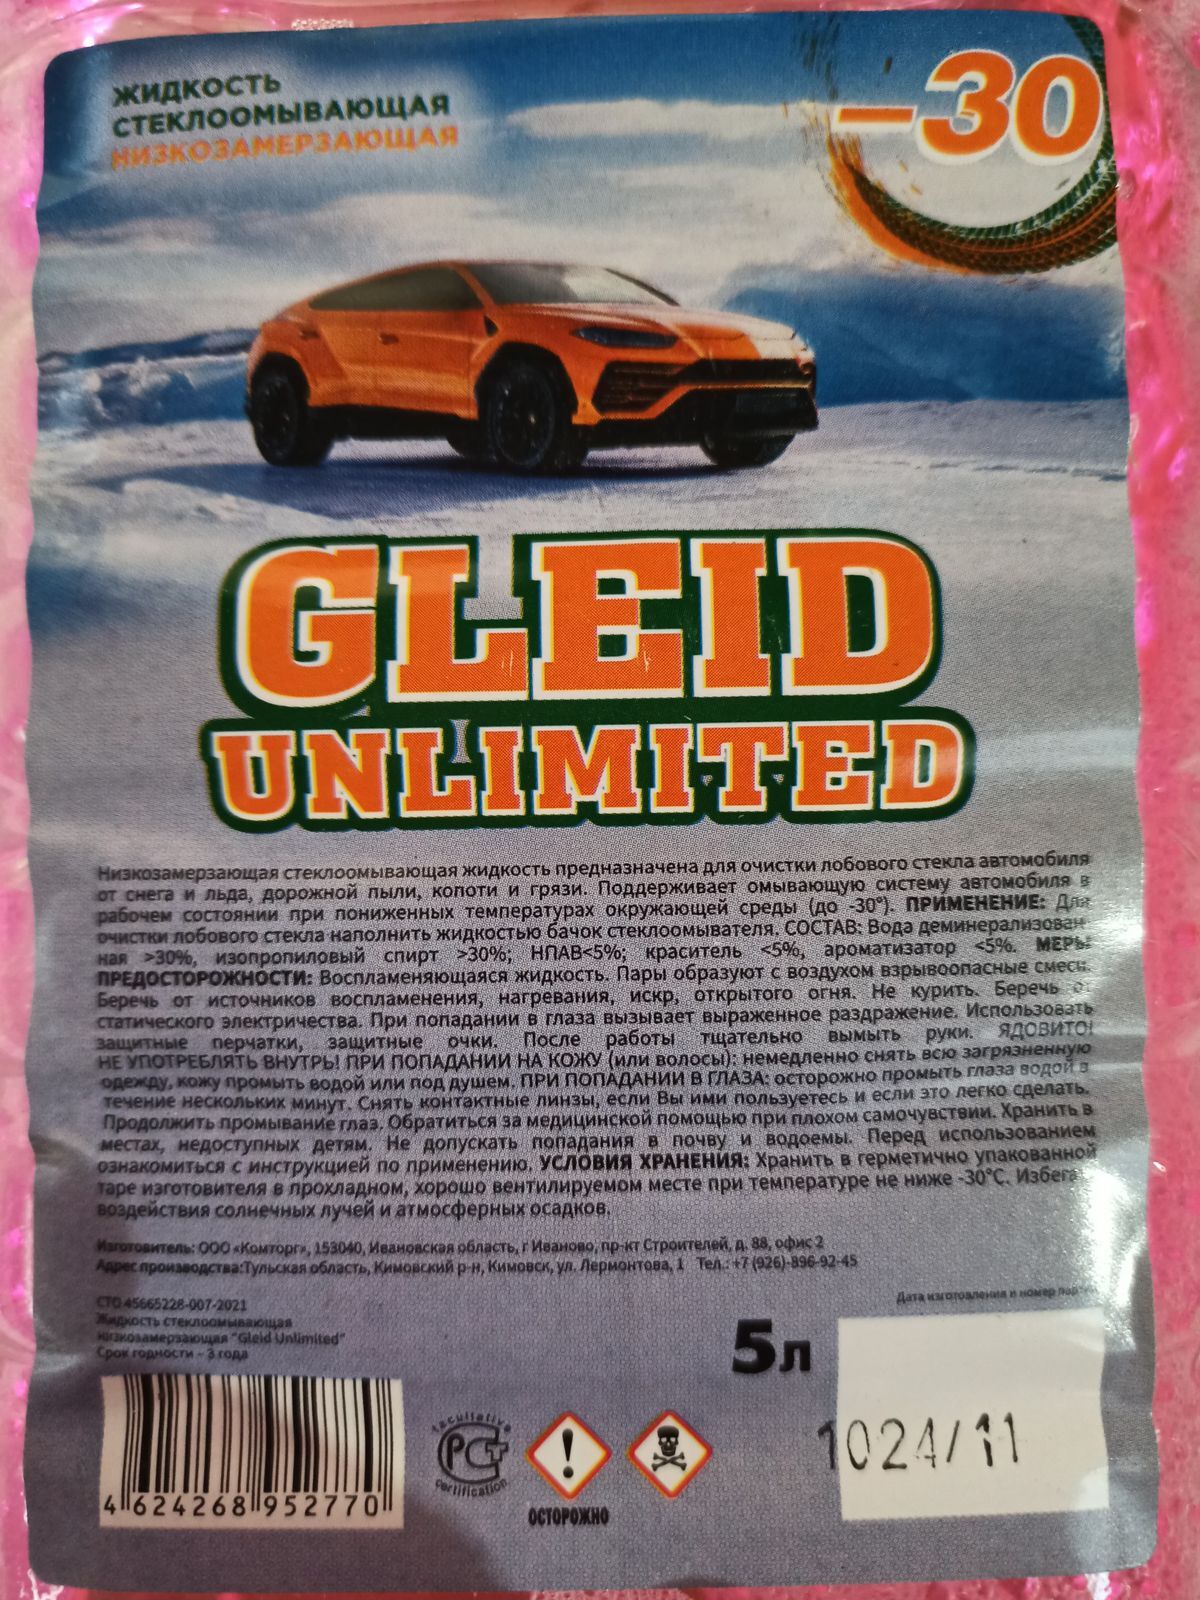 ЖИДКОСТЬ
СТЕКЛООМЫВАЮЩАЯ
НИЗКОЗАМЕРЗАЮЩАЯ
-30
GLEID
UNLIMITED
Низкозамерзающая стеклоомывающая жидкость предназначена для очистки лобового стекла автомобиля
от снега и льда, дорожной пыли, копоти и грязи. Поддерживает омывающую систему автомобиля в
рабочем состоянии при пониженных температурах окружающей среды (до -30°). ПРИМЕНЕНИЕ: Для
очистки лобового стекла наполнить жидкостью бачок стеклоомывателя. СОСТАВ: Вода деминерализован-
ная >30%, изопропиловый спирт >30%; НПАВ<5%; краситель <5%, ароматизатор <5%. МЕРЫ
ПРЕДОСТОРОЖНОСТИ: Воспламеняющаяся жидкость. Пары образуют с воздухом взрывоопасные смеси.
Беречь от источников воспламенения, нагревания, искр, открытого огня. Не курить. Беречь от
статического электричества. При попадании в глаза вызывает выраженное раздражение. Использовать
защитные перчатки, защитные очки. После работы тщательно вымыть руки. ЯДОВИТО!
НЕ УПОТРЕБЛЯТЬ ВНУТРЬ! ПРИ ПОПАДАНИИ НА КОЖУ (или волосы): немедленно снять всю загрязненную
одежду, кожу промыть водой или под душем. ПРИ ПОПАДАНИИ В ГЛАЗА: осторожно промыть глаза водой в
течение нескольких минут. Снять контактные линзы, если Вы ими пользуетесь и если это легко сделать.
Продолжить промывание глаз. Обратиться за медицинской помощью при плохом самочувствии. Хранить в
местах, недоступных детям. Не допускать попадания в почву и водоемы. Перед использованием
ознакомиться с инструкцией по применению. УСЛОВИЯ ХРАНЕНИЯ: Хранить в герметично упакованной
таре изготовителя в прохладном, хорошо вентилируемом месте при температуре не ниже -30°С. Избегать
воздействия солнечных лучей и атмосферных осадков.
Изготовитель: ООО «Комторг», 153040, Ивановская область, г Иваново, пр-кт Строителей, д. 88, офис 2
Адрес производства:Тульская область, Кимовский р-н, Кимовск, ул. Лермонтова, 1 Тел.: +7 (926)-896-92-45
СТО 45665228-007-2021
Жидкость стеклоомывающая
низкозамерзающая "Gleid Unlimited"
Срок годности – 3 года
Дата изготовления и номер партии
5л
1024/11
facultative
РСТ
certification
ОСТОРОЖНО
4 624268 952770